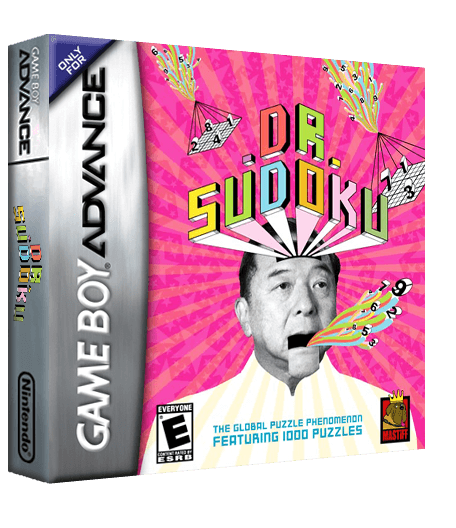 GAME BOY
ADVANCE
DR.
SUDOKU
Nintendo®
GAME BOY ADVANCE
ONLY
FOR
DR.
SUDOKU
THE GLOBAL PUZZLE PHENOMENON
FEATURING 1000 PUZZLES
EVERYONE
E
CONTENT RATED BY
ESRB
MASTIFF